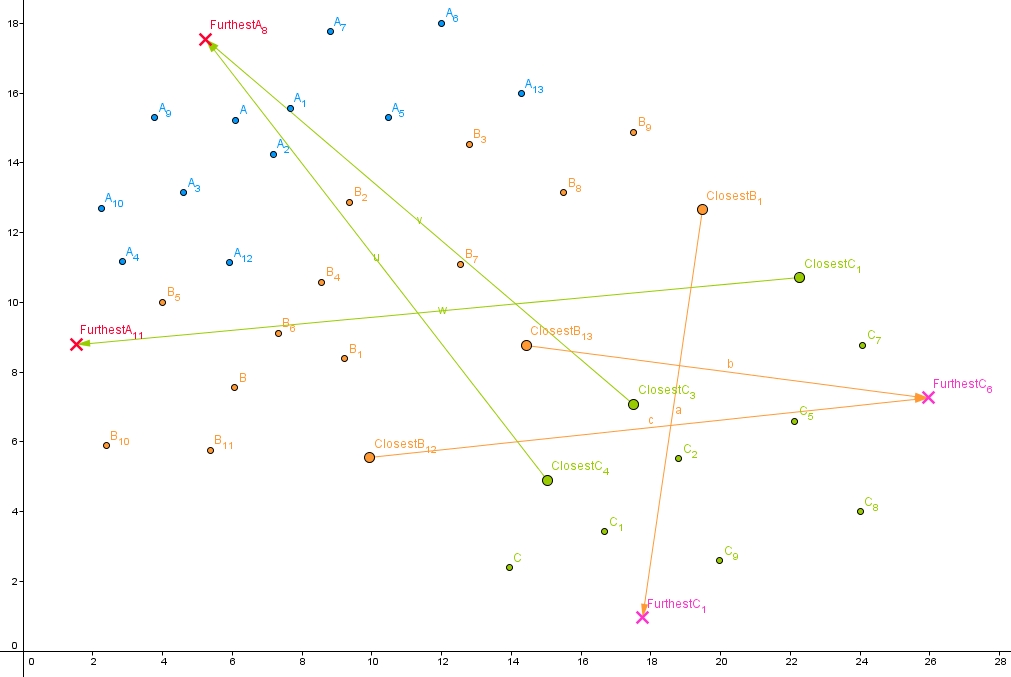 18
FurthestA₈
A₇
A₆
16
A₉
A
A₁
A₅
A₁₃
B₃
B₉
14
A₂
A₁₀
A₃
B₂
B₈
ClosestB₁
12
v
A₄
A₁₂
u
B₇
ClosestC₁
10
B₅
B₄
w
FurthestA₁₁
B₆
ClosestB₁₃
C₇
8
B₁
b
B
ClosestC₃
FurthestC₆
6
B₁₀
B₁₁
ClosestB₁₂
c
a
C₅
ClosestC₄
C₂
4
C₁
C₈
2
C
C₉
FurthestC₁
0
0 2 4 6 8 10 12 14 16 18 20 22 24 26 28